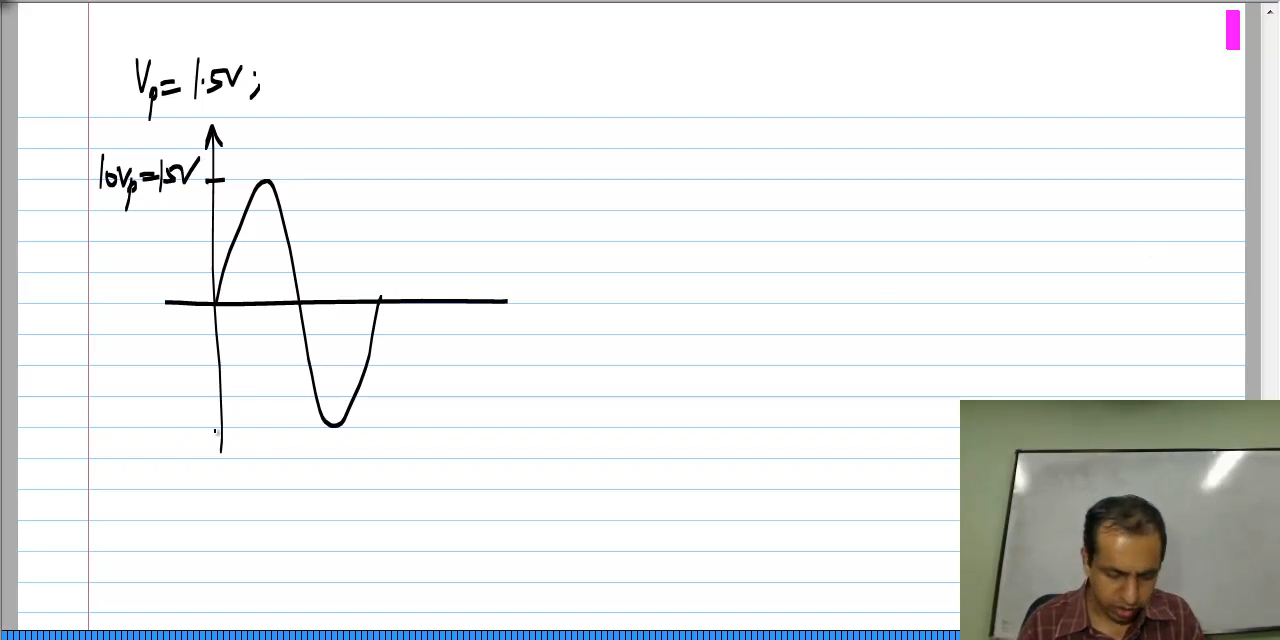 Vp = 1.5V;
10Vp = 15V